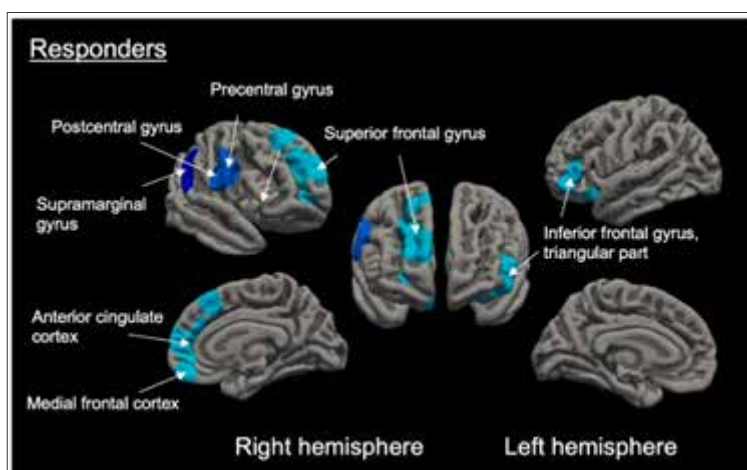 Responders
Precentral gyrus
Postcentral gyrus
Superior frontal gyrus
Supramarginal
gyrus
Inferior frontal gyrus,
triangular part
Anterior cingulate
cortex
Medial frontal cortex
Right hemisphere
Left hemisphere